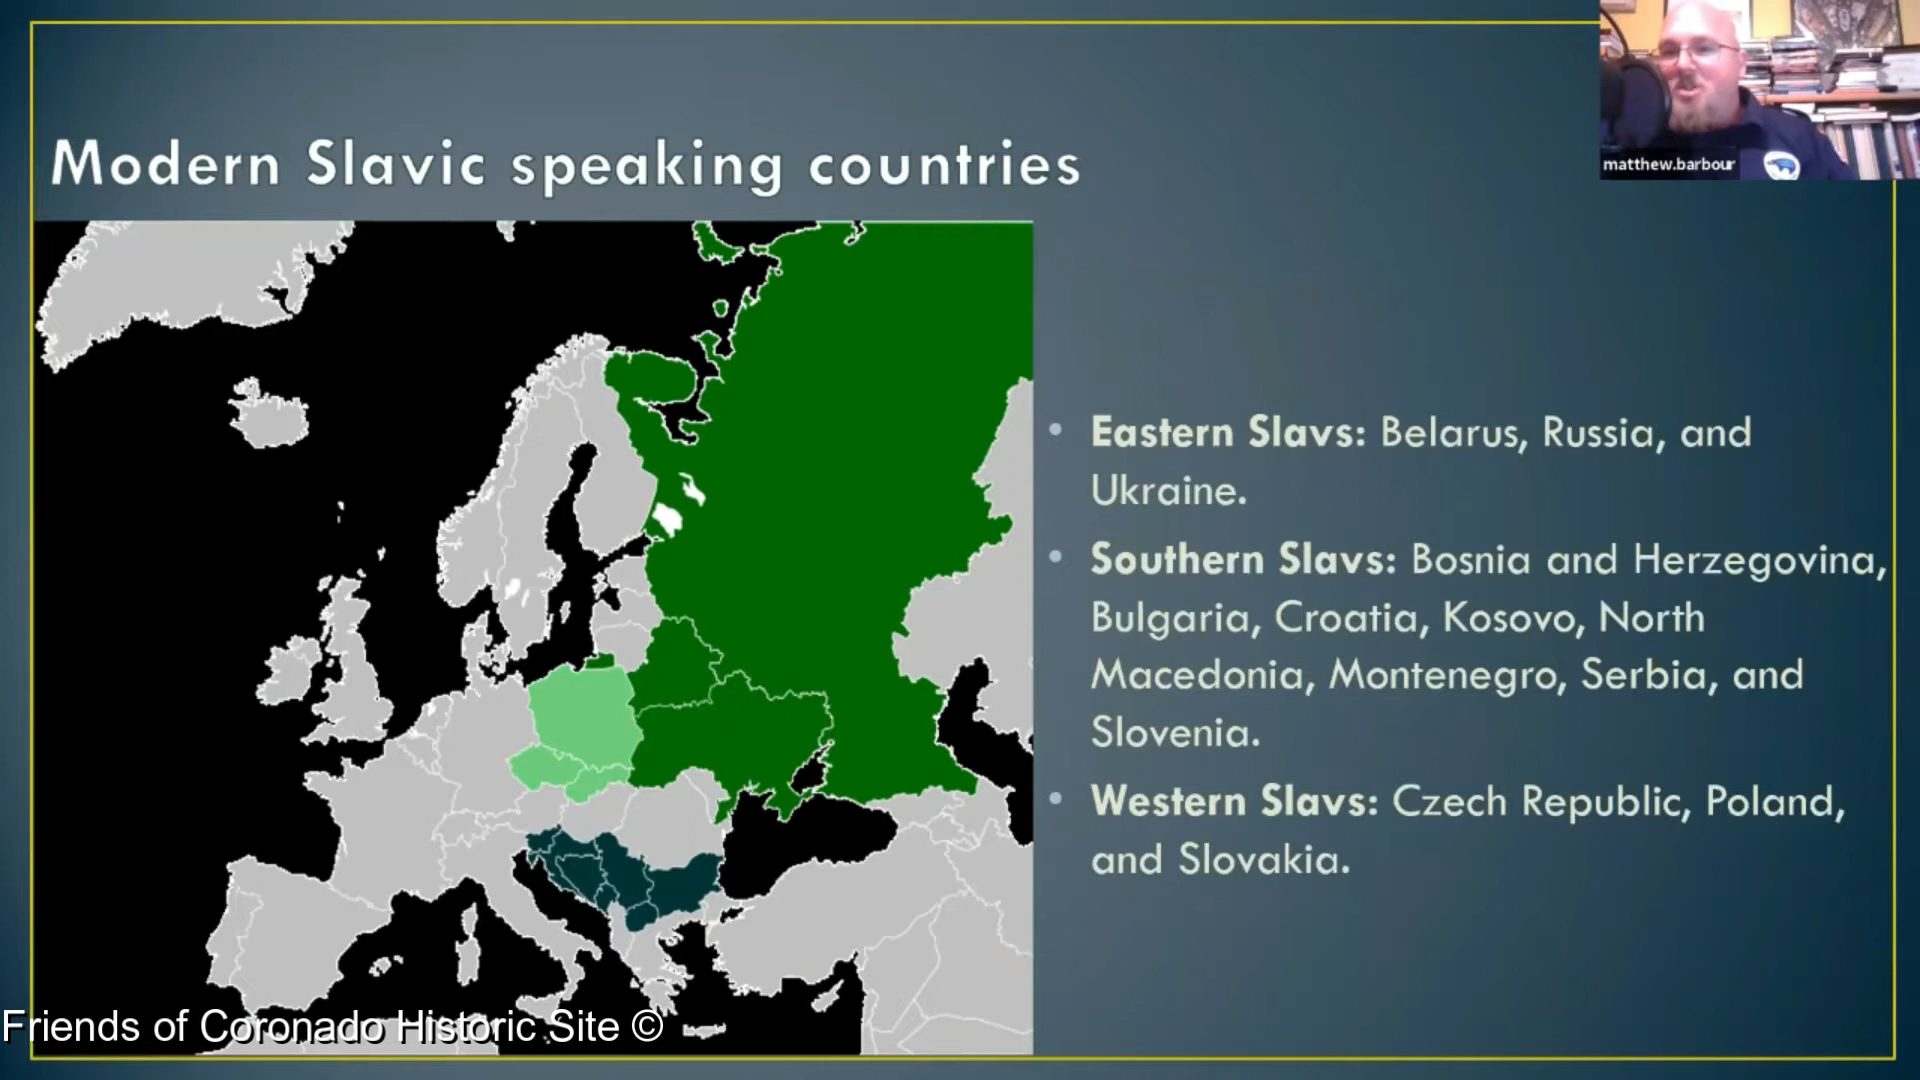 Modern Slavic speaking countries
matthew.barbour
• Eastern Slavs: Belarus, Russia, and
Ukraine.
• Southern Slavs: Bosnia and Herzegovina,
Bulgaria, Croatia, Kosovo, North
Macedonia, Montenegro, Serbia, and
Slovenia.
• Western Slavs: Czech Republic, Poland,
and Slovakia.
Friends of Coronado Historic Site ©